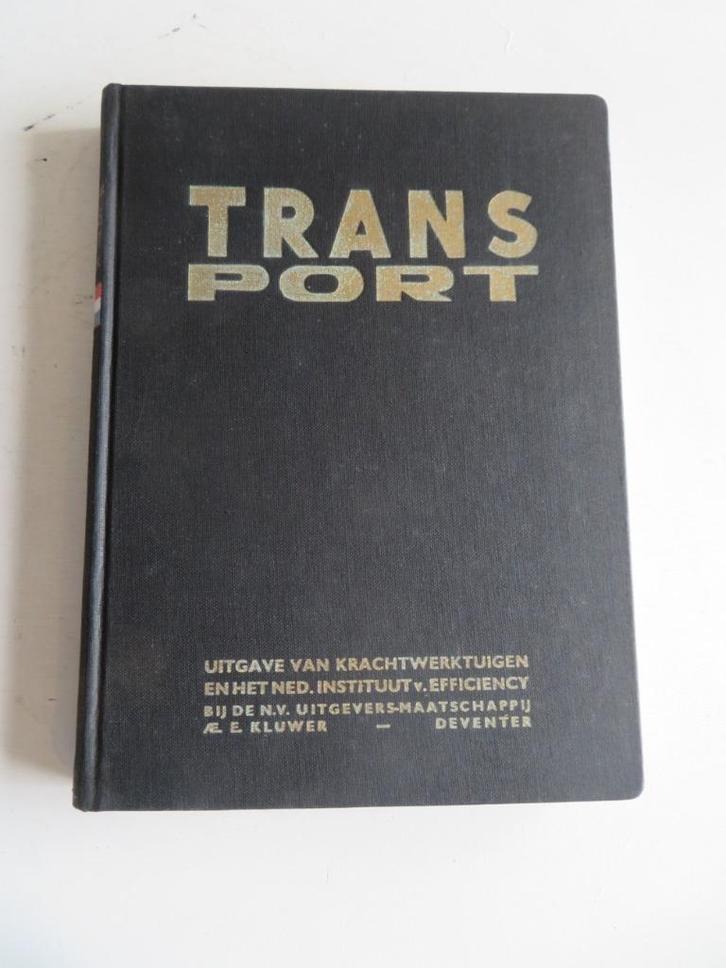 TRANS
PORT
UITGAVE VAN KRACHTWERKTUIGEN
EN HET NED. INSTITUUT v. EFFICIENCY
BIJ DE N.V. UITGEVERS-MAATSCHAPPIJ
Æ. E. KLUWER — DEVENTER